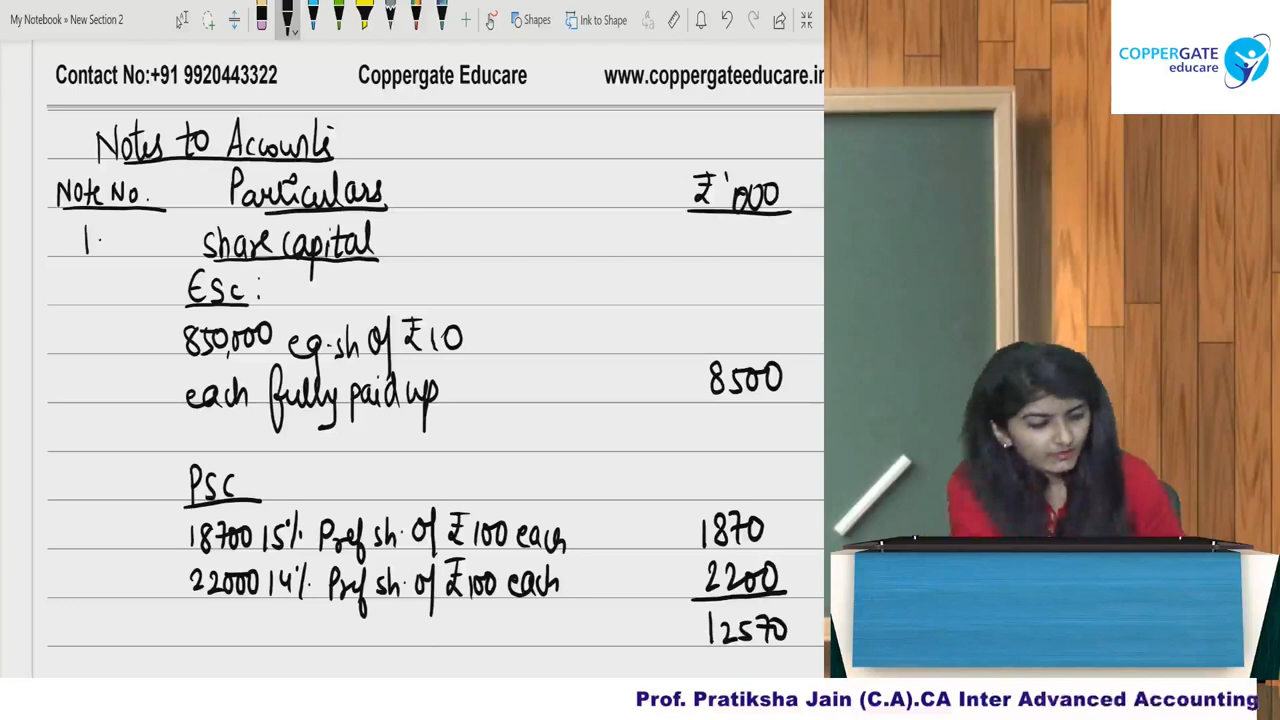 My Notebook » New Section 2
Shapes
Ink to Shape
Contact No:+91 9920443322 Coppergate Educare www.coppergateeducare.in
COPPERGATE
educare
Notes to Accounts
Note No. Particulars ₹'000
1. Share Capital
ESC:
850,000 eq.sh of ₹10
each fully paid up 8500
PSC
18700 15% Pref sh. of ₹100 each 1870
22000 14% Pref sh. of ₹100 each 2200
12570
Prof. Pratiksha Jain (C.A).CA Inter Advanced Accounting